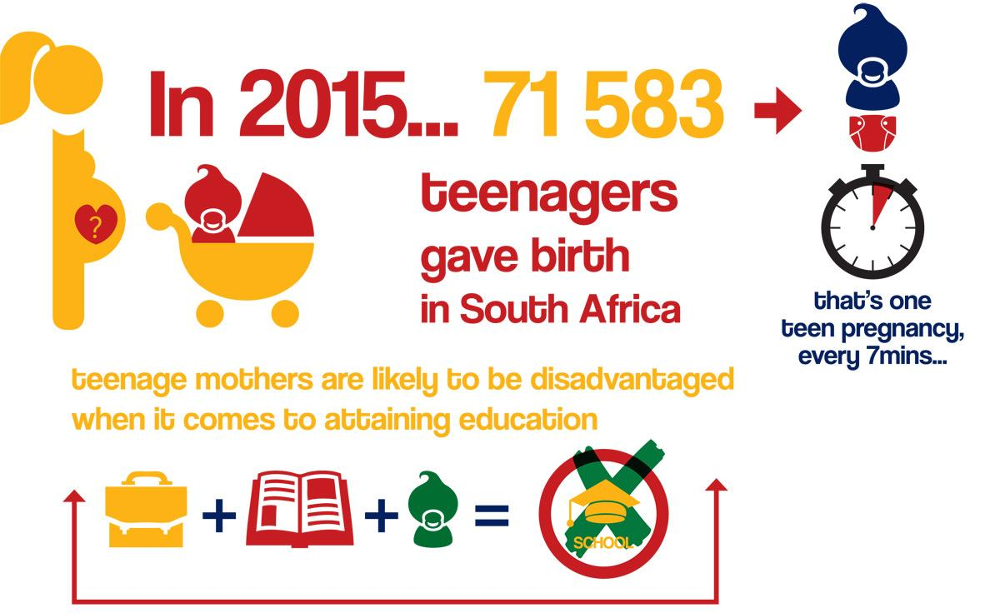 In 2015... 71 583
teenagers
gave birth
in South Africa
?
that's one
teen pregnancy,
every 7mins...
teenage mothers are likely to be disadvantaged
when it comes to attaining education
+ + =
SCHOOL